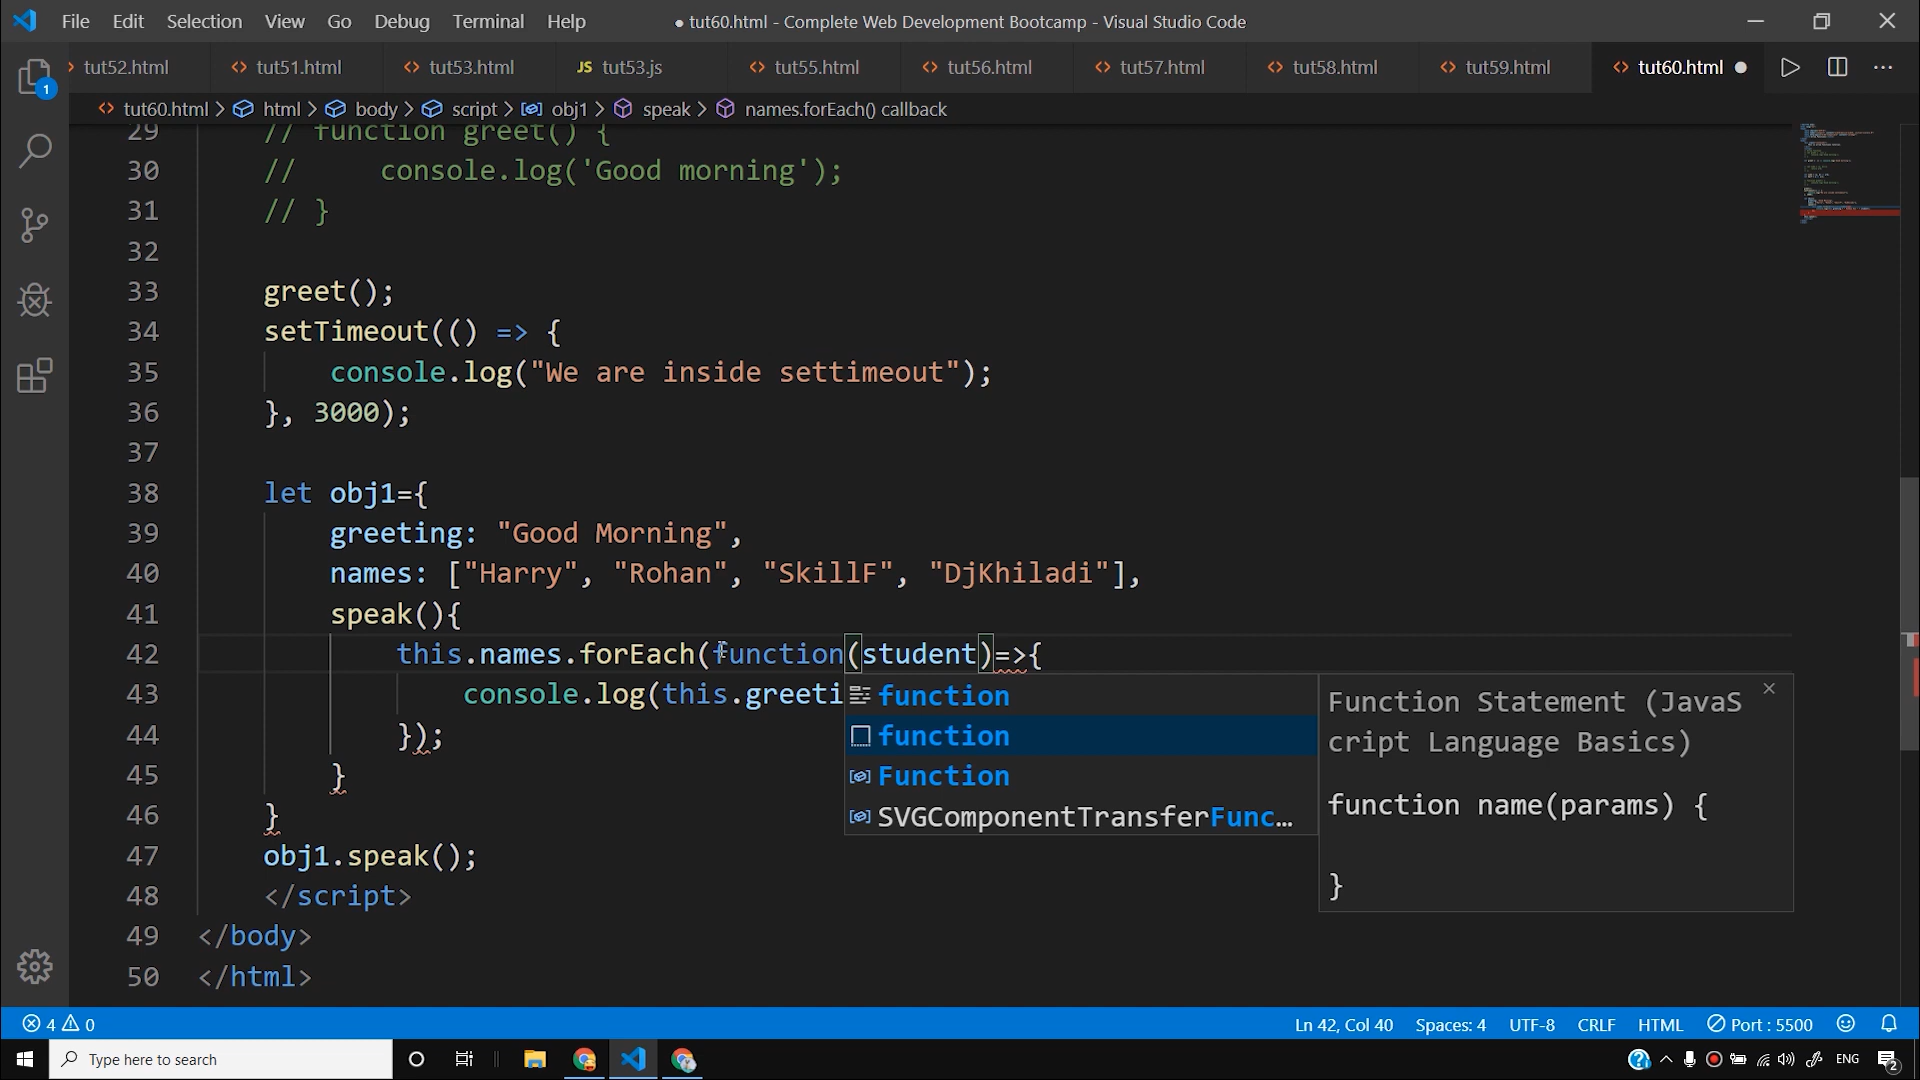 File Edit Selection View Go Debug Terminal Help ● tut60.html - Complete Web Development Bootcamp - Visual Studio Code
tut52.html <> tut51.html <> tut53.html JS tut53.js <> tut55.html <> tut56.html <> tut57.html <> tut58.html <> tut59.html <> tut60.html ●
<> tut60.html > html > body > script > obj1 > speak > names.forEach() callback
29 // function greet() {
30 //     console.log('Good morning');
31 // }
32
33 greet();
34 setTimeout(() => {
35     console.log("We are inside settimeout");
36 }, 3000);
37
38 let obj1={
39     greeting: "Good Morning",
40     names: ["Harry", "Rohan", "SkillF", "DjKhiladi"],
41     speak(){
42         this.names.forEach(function(student)=>{
43             console.log(this.greeti
44         });
45     }
46 }
47 obj1.speak();
48 </script>
49 </body>
50 </html>
function
function
Function
SVGComponentTransferFunc…
Function Statement (JavaS
cript Language Basics)
function name(params) {
}
1
4 0 Ln 42, Col 40 Spaces: 4 UTF-8 CRLF HTML Port : 5500
Type here to search ENG 2